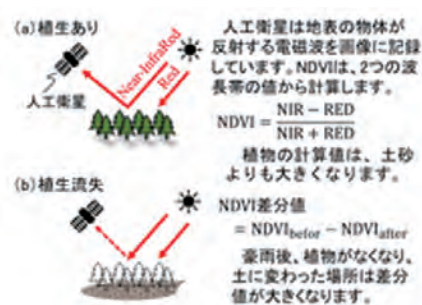 (a)植生あり
人工衛星
Near-InfraRed
Red
人工衛星は地表の物体が
反射する電磁波を画像に記録
しています。NDVIは、2つの波
長帯の値から計算します。
NDVI = (NIR − RED) / (NIR + RED)
植物の計算値は、土砂
よりも大きくなります。
(b)植生流失
NDVI差分値
= NDVIbefor − NDVIafter
豪雨後、植物がなくなり、
土に変わった場所は差分
値が大きくなります